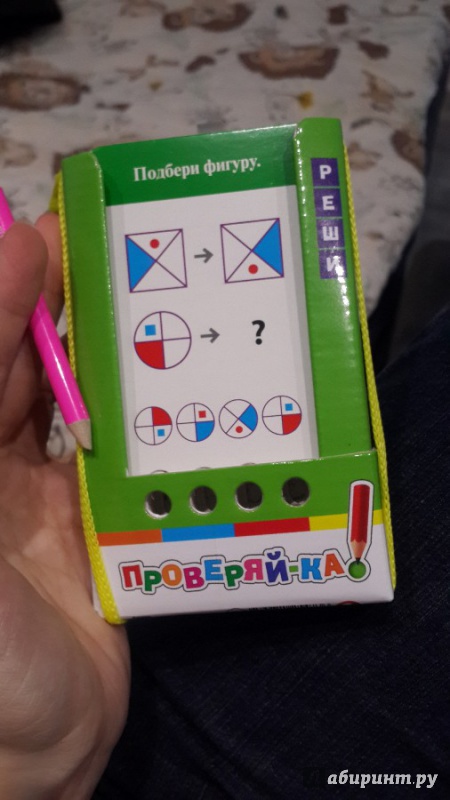 Подбери фигуру.
РЕШИ
?
ПРОВЕРЯЙ-КА!
абиринт.ру